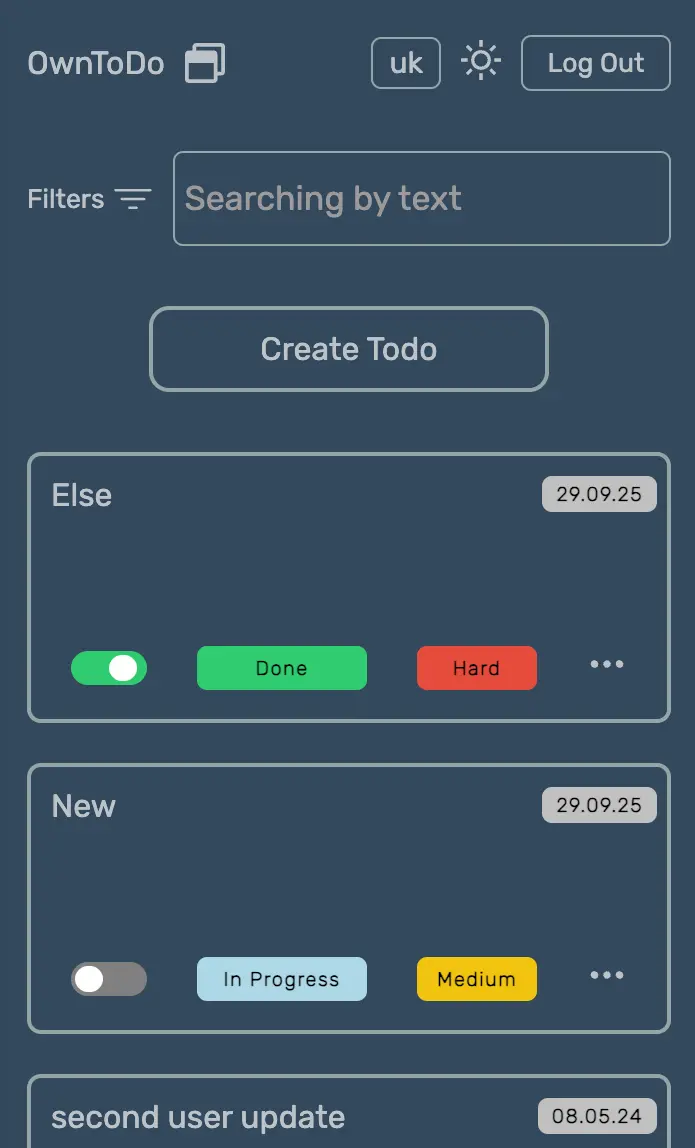 OwnToDo uk Log Out
Filters Searching by text
Create Todo
Else 29.09.25
Done Hard
New 29.09.25
In Progress Medium
second user update 08.05.24